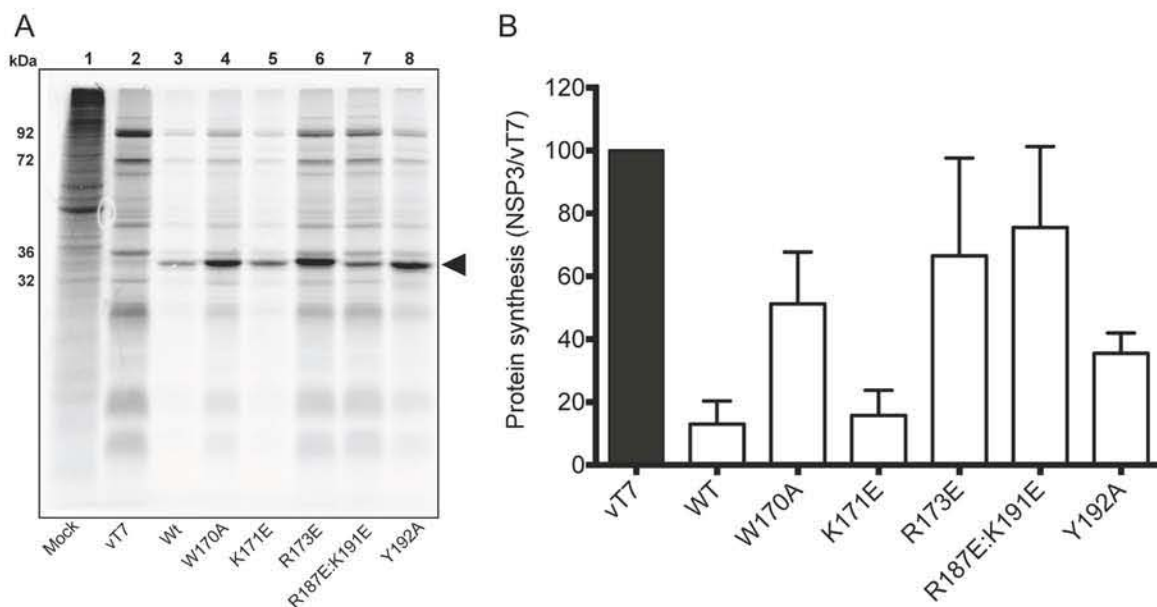 A
kDa
1 2 3 4 5 6 7 8
92
72
36
32
Mock
vT7
Wt
W170A
K171E
R173E
R187E:K191E
Y192A
B
Protein synthesis (NSP3/vT7)
120
100
80
60
40
20
0
vT7
WT
W170A
K171E
R173E
R187E:K191E
Y192A